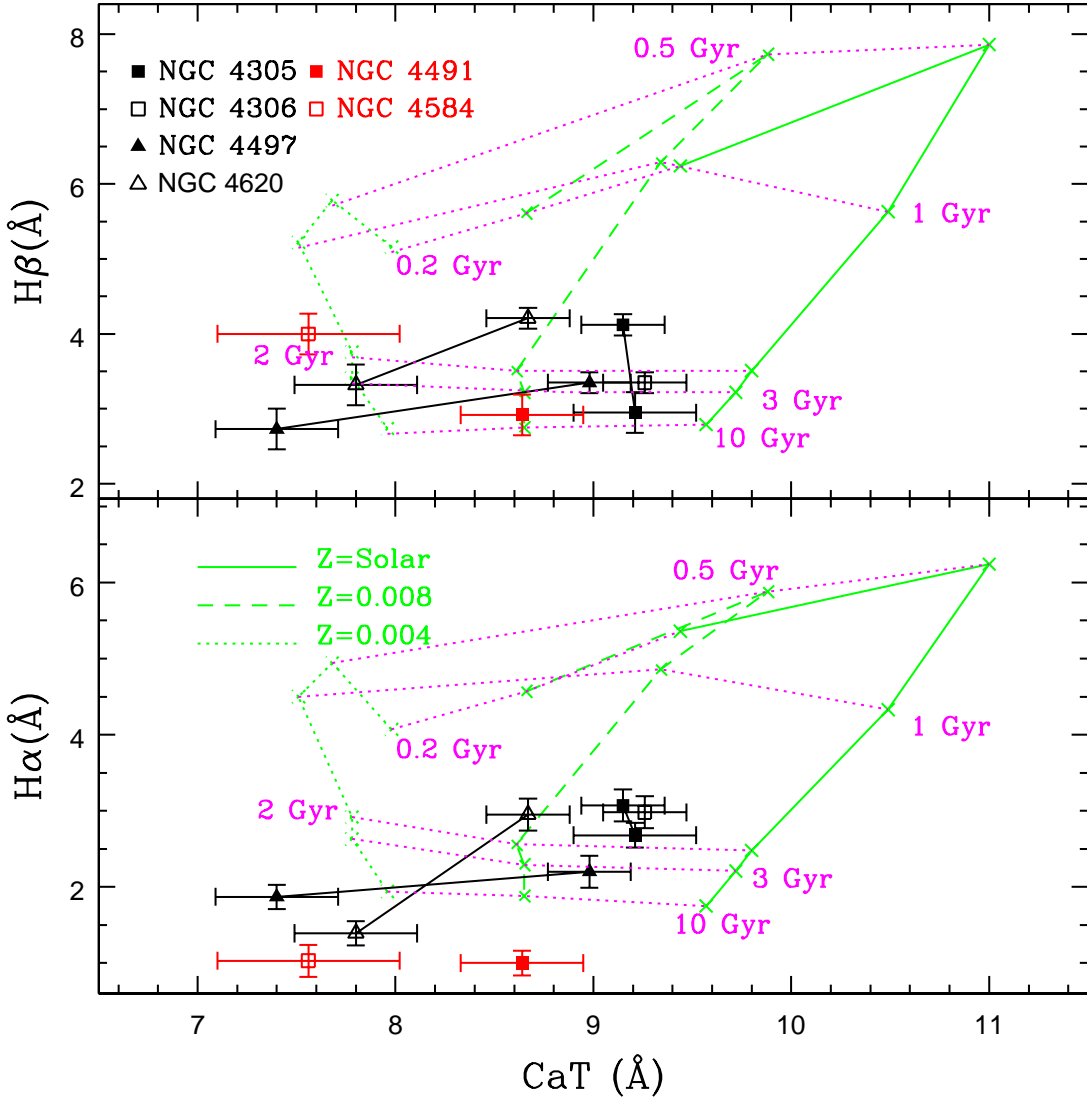 8
0.5 Gyr
NGC 4305
NGC 4491
NGC 4306
NGC 4584
NGC 4497
NGC 4620
6
1 Gyr
0.2 Gyr
Hβ(Å)
4
2 Gyr
3 Gyr
10 Gyr
2
Z=Solar
0.5 Gyr
6
Z=0.008
Z=0.004
1 Gyr
0.2 Gyr
Hα(Å)
4
2 Gyr
3 Gyr
2
10 Gyr
7 8 9 10 11
CaT (Å)